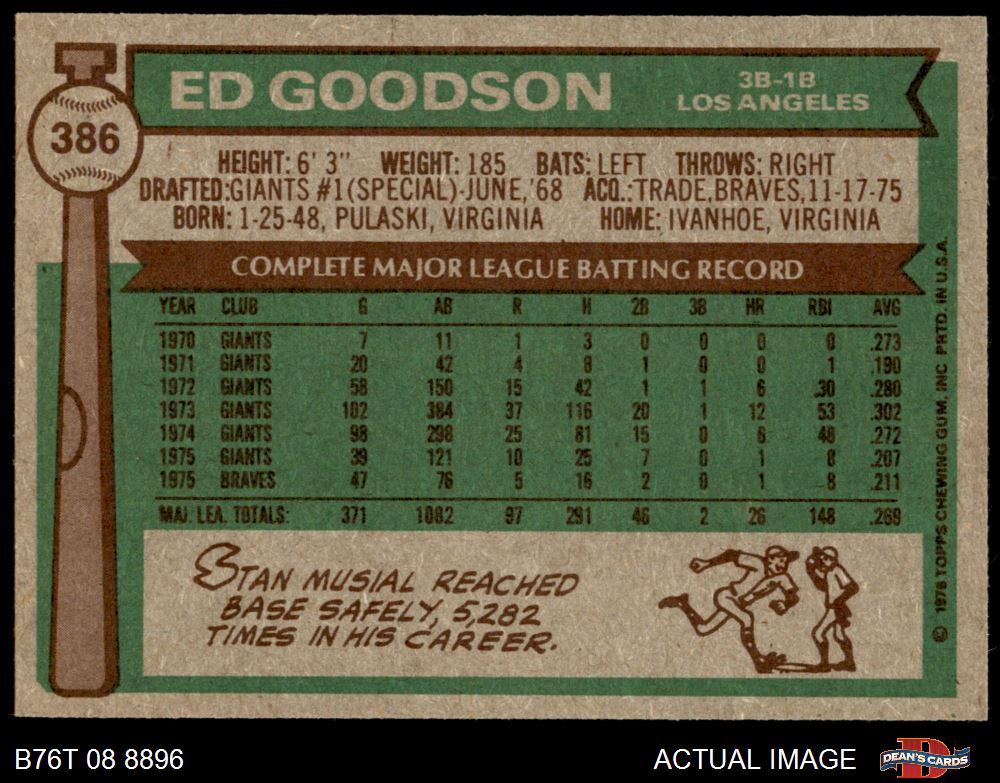 386
ED GOODSON
3B-1B
LOS ANGELES
HEIGHT: 6' 3" WEIGHT: 185 BATS: LEFT THROWS: RIGHT
DRAFTED: GIANTS #1 (SPECIAL)-JUNE, '68 ACQ.: TRADE, BRAVES, 11-17-75
BORN: 1-25-48, PULASKI, VIRGINIA HOME: IVANHOE, VIRGINIA
COMPLETE MAJOR LEAGUE BATTING RECORD
YEAR CLUB G AB R H 2B 3B HR RBI AVG
1970 GIANTS 7 11 1 3 0 0 0 0 .273
1971 GIANTS 20 42 4 8 1 0 0 1 .190
1972 GIANTS 58 150 15 42 1 1 6 30 .280
1973 GIANTS 102 384 37 116 20 1 12 53 .302
1974 GIANTS 98 298 25 81 15 0 6 48 .272
1975 GIANTS 39 121 10 25 7 0 1 8 .207
1975 BRAVES 47 76 5 16 2 0 1 8 .211
MAJ. LEA. TOTALS: 371 1082 97 291 46 2 26 148 .269
STAN MUSIAL REACHED
BASE SAFELY, 5,282
TIMES IN HIS CAREER.
© 1976 TOPPS CHEWING GUM, INC PRTD. IN U.S.A.
B76T 08 8896
ACTUAL IMAGE
D
DEAN'S CARDS